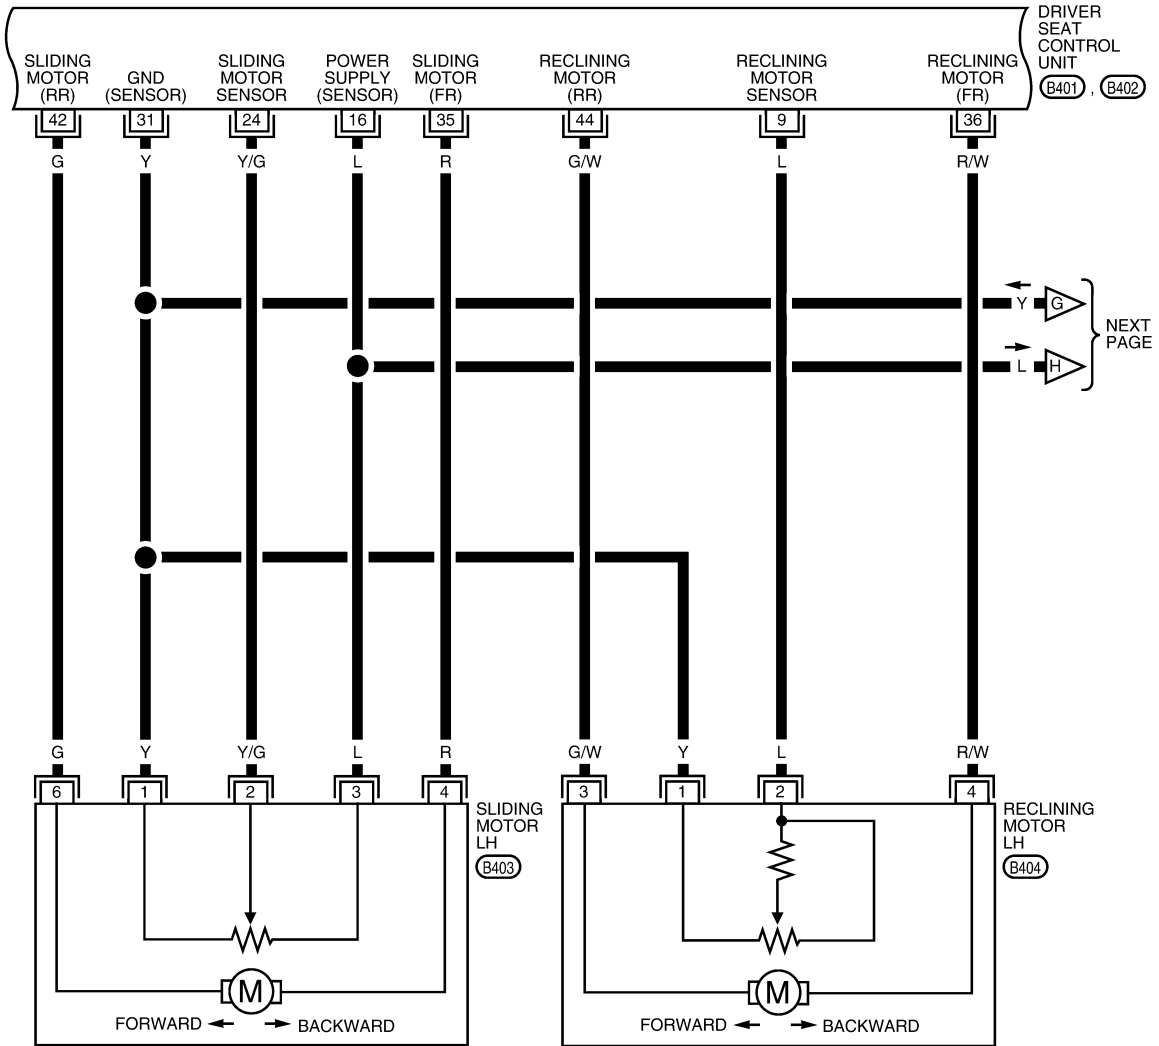 DRIVER
SEAT
CONTROL
UNIT
B401 , B402
SLIDING
MOTOR
(RR)
GND
(SENSOR)
SLIDING
MOTOR
SENSOR
POWER
SUPPLY
(SENSOR)
SLIDING
MOTOR
(FR)
RECLINING
MOTOR
(RR)
RECLINING
MOTOR
SENSOR
RECLINING
MOTOR
(FR)
42 31 24 16 35 44 9 36
G Y Y/G L R G/W L R/W
Y G
L H
NEXT
PAGE
G Y Y/G L R G/W Y L R/W
6 1 2 3 4 3 1 2 4
SLIDING
MOTOR
LH
B403
RECLINING
MOTOR
LH
B404
M
FORWARD BACKWARD
M
FORWARD BACKWARD